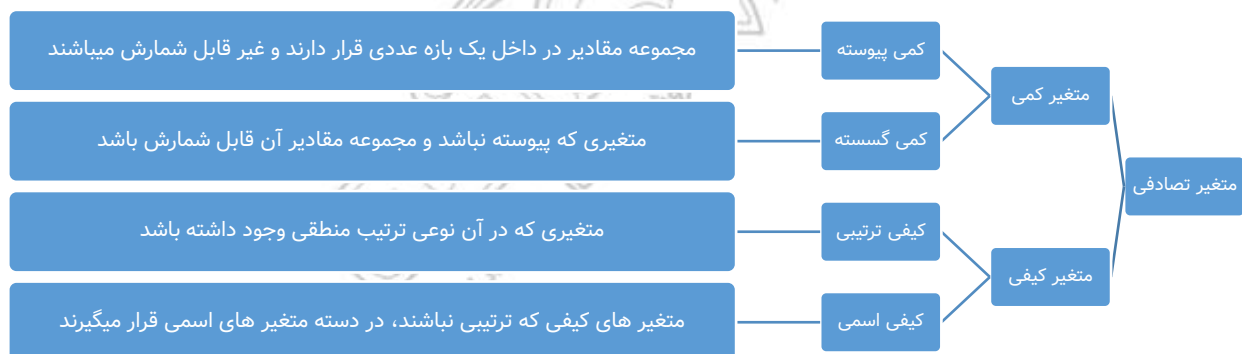 متغیر تصادفی
متغیر کمی
کمی پیوسته
مجموعه مقادیر در داخل یک بازه عددی قرار دارند و غیر قابل شمارش میباشند
کمی گسسته
متغیری که پیوسته نباشد و مجموعه مقادیر آن قابل شمارش باشد
متغیر کیفی
کیفی ترتیبی
متغیری که در آن نوعی ترتیب منطقی وجود داشته باشد
کیفی اسمی
متغیر های کیفی که ترتیبی نباشند، در دسته متغیر های اسمی قرار میگیرند